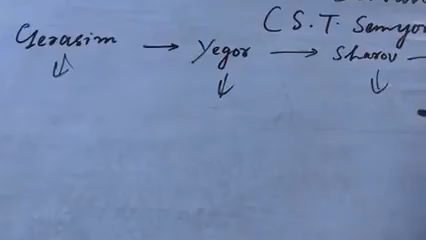 ( S.T. Semyo
Gerasim → Yegor → Sharov —
↓ ↓ ↓